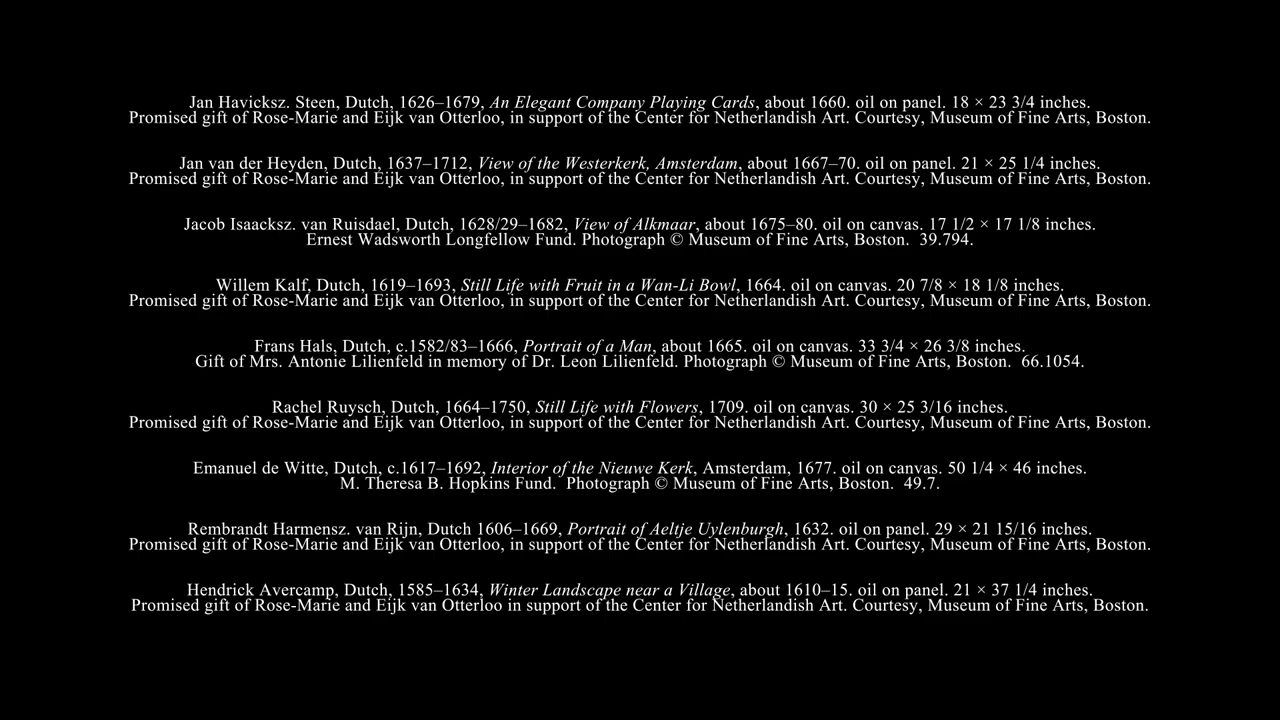 Jan Havicksz. Steen, Dutch, 1626–1679, An Elegant Company Playing Cards, about 1660. oil on panel. 18 × 23 3/4 inches.
Promised gift of Rose-Marie and Eijk van Otterloo, in support of the Center for Netherlandish Art. Courtesy, Museum of Fine Arts, Boston.
Jan van der Heyden, Dutch, 1637–1712, View of the Westerkerk, Amsterdam, about 1667–70. oil on panel. 21 × 25 1/4 inches.
Promised gift of Rose-Marie and Eijk van Otterloo, in support of the Center for Netherlandish Art. Courtesy, Museum of Fine Arts, Boston.
Jacob Isaacksz. van Ruisdael, Dutch, 1628/29–1682, View of Alkmaar, about 1675–80. oil on canvas. 17 1/2 × 17 1/8 inches.
Ernest Wadsworth Longfellow Fund. Photograph © Museum of Fine Arts, Boston.  39.794.
Willem Kalf, Dutch, 1619–1693, Still Life with Fruit in a Wan-Li Bowl, 1664. oil on canvas. 20 7/8 × 18 1/8 inches.
Promised gift of Rose-Marie and Eijk van Otterloo, in support of the Center for Netherlandish Art. Courtesy, Museum of Fine Arts, Boston.
Frans Hals, Dutch, c.1582/83–1666, Portrait of a Man, about 1665. oil on canvas. 33 3/4 × 26 3/8 inches.
Gift of Mrs. Antonie Lilienfeld in memory of Dr. Leon Lilienfeld. Photograph © Museum of Fine Arts, Boston.  66.1054.
Rachel Ruysch, Dutch, 1664–1750, Still Life with Flowers, 1709. oil on canvas. 30 × 25 3/16 inches.
Promised gift of Rose-Marie and Eijk van Otterloo, in support of the Center for Netherlandish Art. Courtesy, Museum of Fine Arts, Boston.
Emanuel de Witte, Dutch, c.1617–1692, Interior of the Nieuwe Kerk, Amsterdam, 1677. oil on canvas. 50 1/4 × 46 inches.
M. Theresa B. Hopkins Fund.  Photograph © Museum of Fine Arts, Boston.  49.7.
Rembrandt Harmensz. van Rijn, Dutch 1606–1669, Portrait of Aeltje Uylenburgh, 1632. oil on panel. 29 × 21 15/16 inches.
Promised gift of Rose-Marie and Eijk van Otterloo, in support of the Center for Netherlandish Art. Courtesy, Museum of Fine Arts, Boston.
Hendrick Avercamp, Dutch, 1585–1634, Winter Landscape near a Village, about 1610–15. oil on panel. 21 × 37 1/4 inches.
Promised gift of Rose-Marie and Eijk van Otterloo in support of the Center for Netherlandish Art. Courtesy, Museum of Fine Arts, Boston.